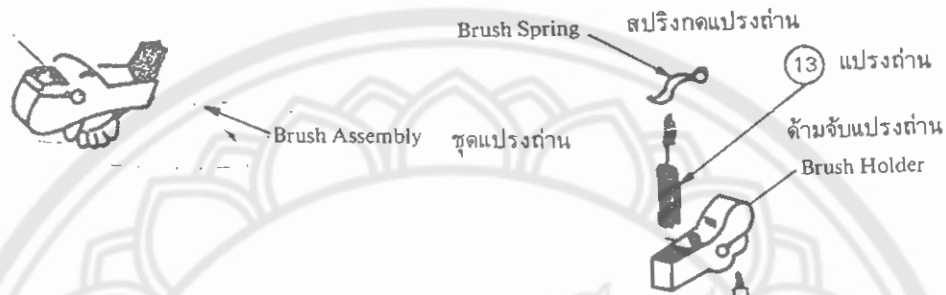 Brush Spring สปริงกดแปรงถ่าน
13 แปรงถ่าน
ด้ามจับแปรงถ่าน
Brush Holder
Brush Assembly ชุดแปรงถ่าน